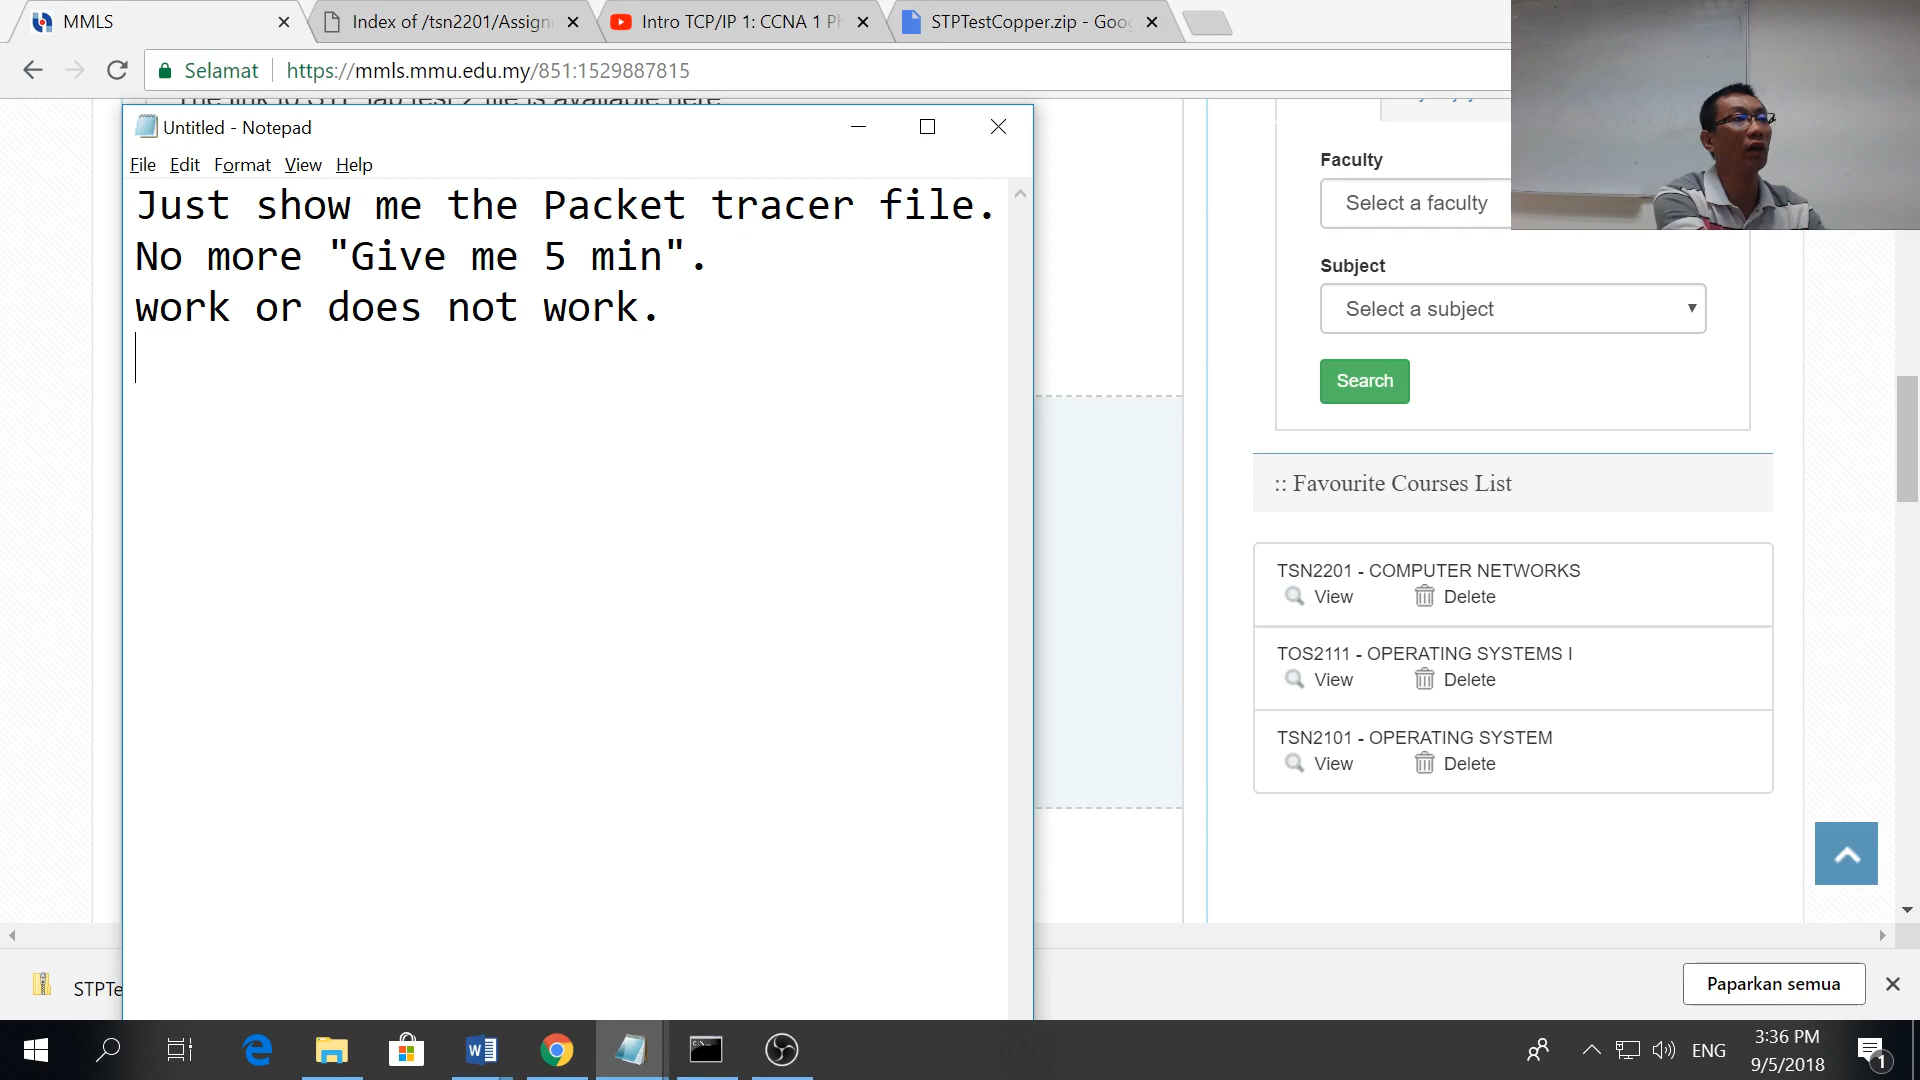 MMLS
Index of /tsn2201/Assign
Intro TCP/IP 1: CCNA 1 P
STPTestCopper.zip - Goo
Selamat
https://mmls.mmu.edu.my/851:1529887815
Untitled - Notepad
File Edit Format View Help
Just show me the Packet tracer file.
No more "Give me 5 min".
work or does not work.
Faculty
Select a faculty
Subject
Select a subject
Search
:: Favourite Courses List
TSN2201 - COMPUTER NETWORKS
View Delete
TOS2111 - OPERATING SYSTEMS I
View Delete
TSN2101 - OPERATING SYSTEM
View Delete
STPTe
Paparkan semua
ENG
3:36 PM
9/5/2018
1